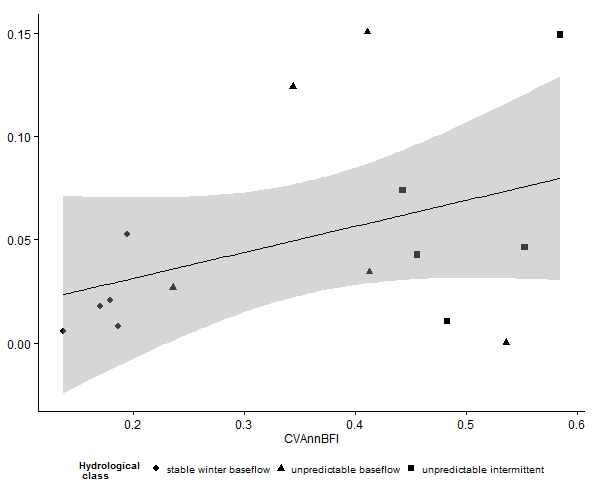 0.15
0.10
0.05
0.00
0.2 0.3 0.4 0.5 0.6
CVAnnBFI
Hydrological
class
stable winter baseflow unpredictable baseflow unpredictable intermittent